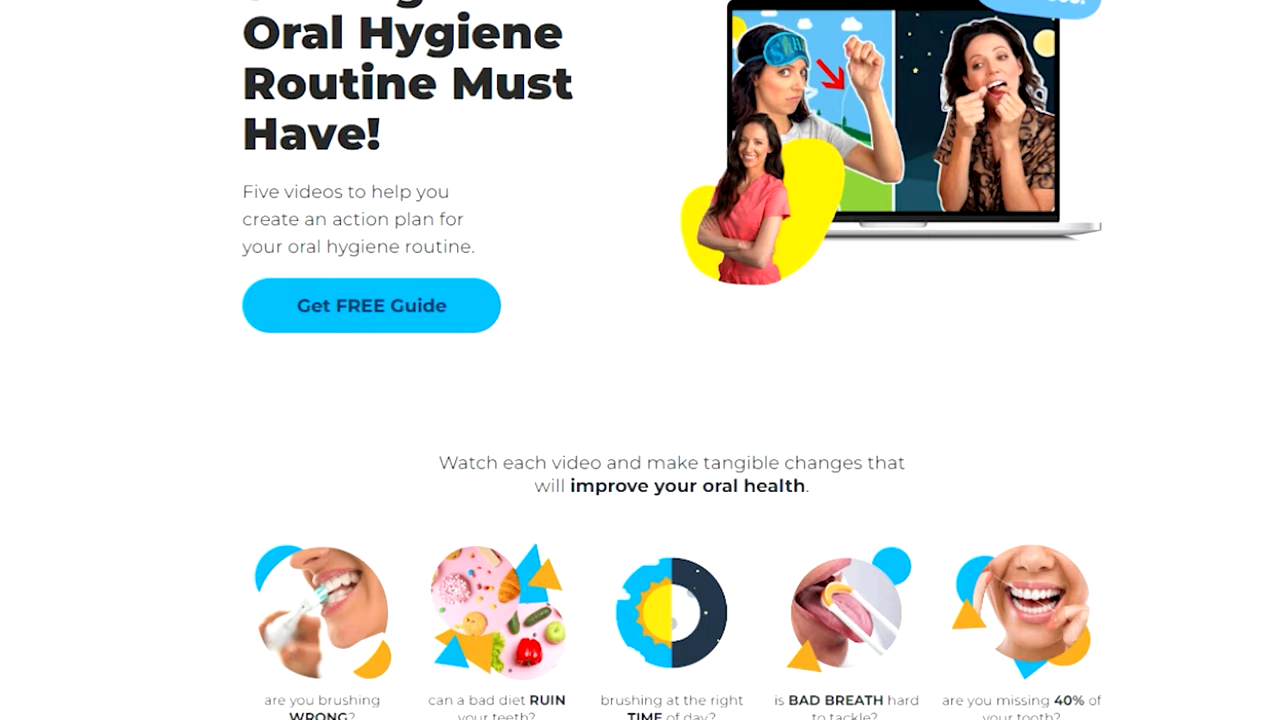 Oral Hygiene
Routine Must
Have!
Five videos to help you
create an action plan for
your oral hygiene routine.
Get FREE Guide
Watch each video and make tangible changes that
will improve your oral health.
are you brushing
WRONG?
can a bad diet RUIN
your teeth?
brushing at the right
TIME of day?
is BAD BREATH hard
to tackle?
are you missing 40% of
your tooth?